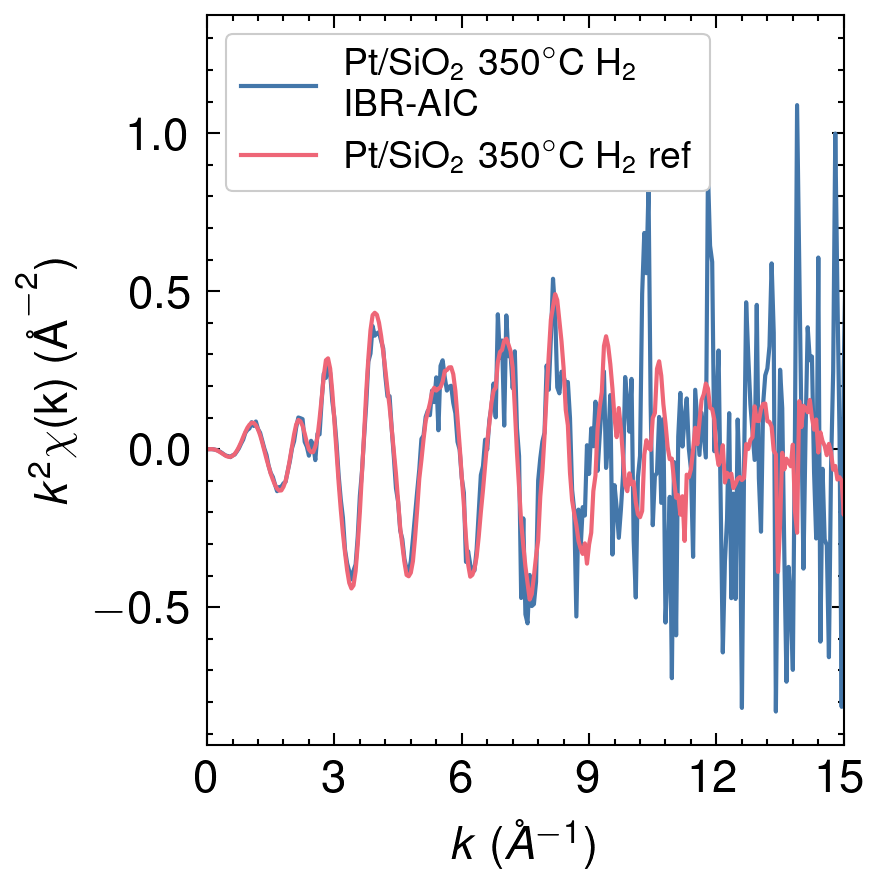 Pt/SiO₂ 350°C H₂
IBR-AIC
Pt/SiO₂ 350°C H₂ ref
1.0
0.5
0.0
−0.5
k²χ(k) (Å⁻²)
0 3 6 9 12 15
k (Å⁻¹)